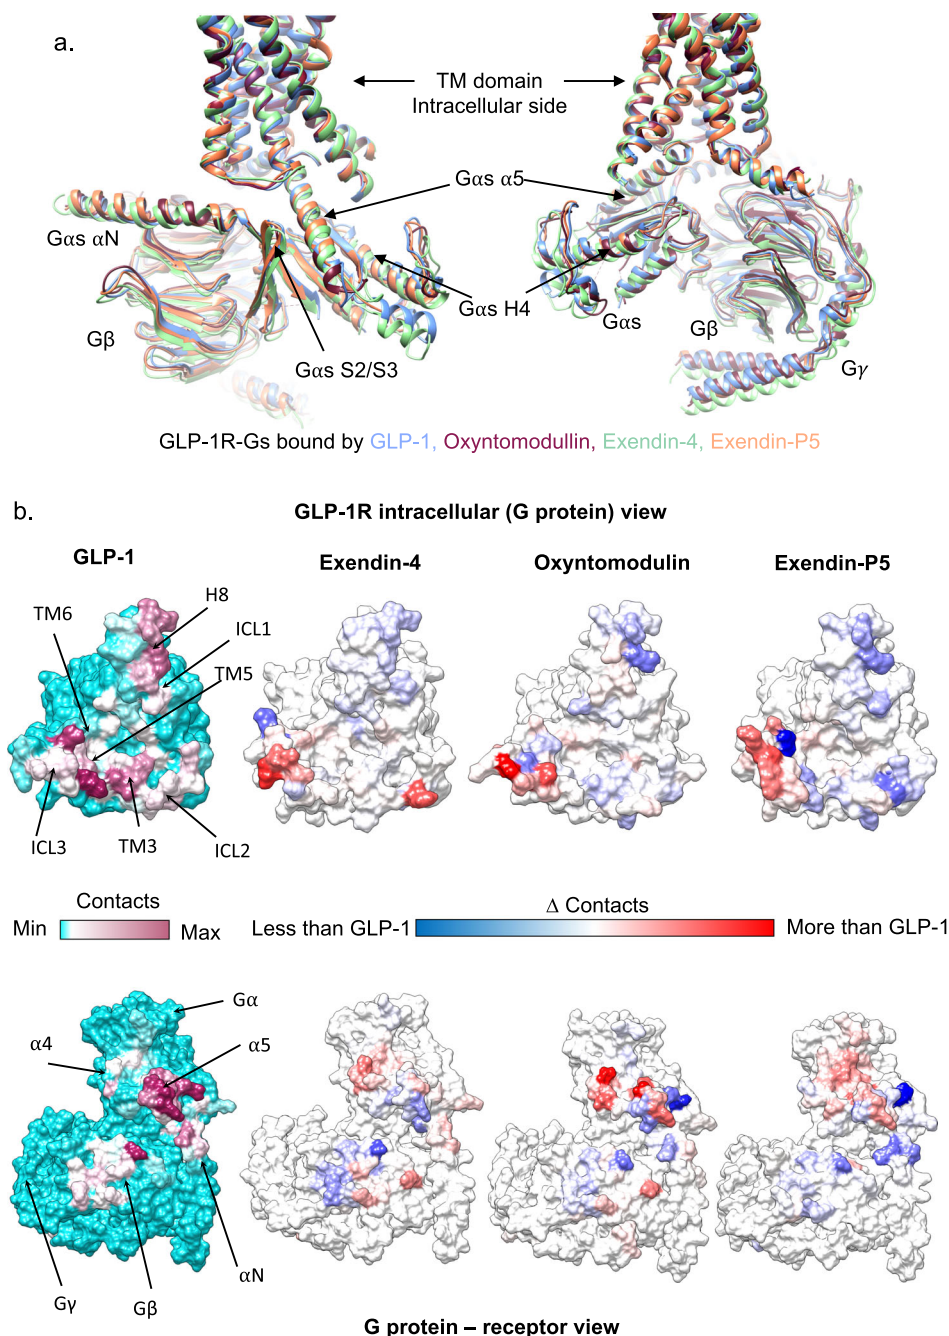 a.
TM domain
Intracellular side
Gαs α5
Gαs αN
Gαs H4
Gαs
Gβ
Gβ
Gαs S2/S3
Gγ
GLP-1R-Gs bound by GLP-1, Oxyntomodullin, Exendin-4, Exendin-P5
b.
GLP-1R intracellular (G protein) view
GLP-1
Exendin-4
Oxyntomodulin
Exendin-P5
H8
TM6
ICL1
TM5
ICL3
TM3
ICL2
Contacts
Min
Max
Δ Contacts
Less than GLP-1
More than GLP-1
Gα
α4
α5
αN
Gγ
Gβ
G protein – receptor view